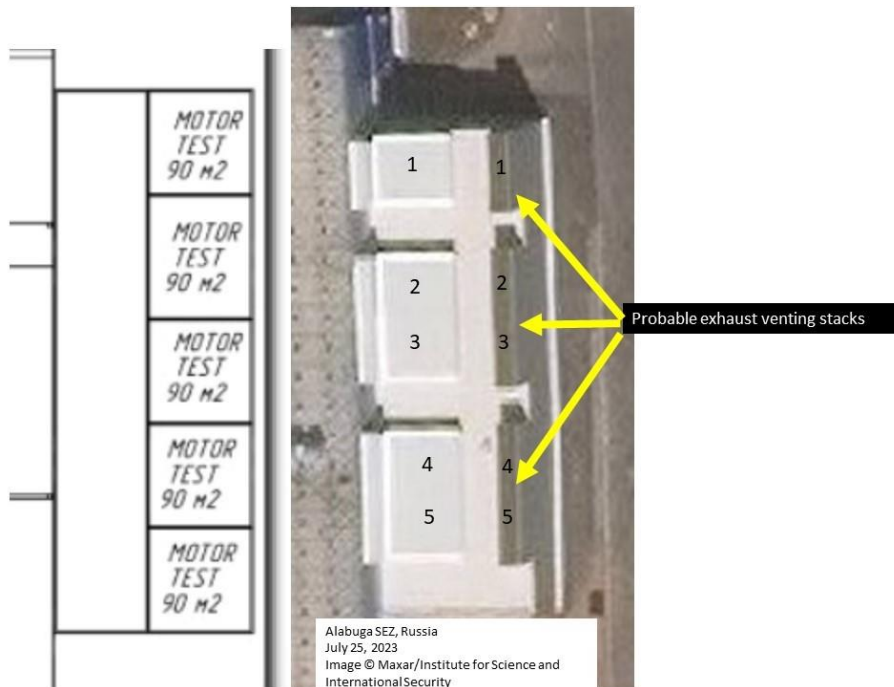 MOTOR
TEST
90 м2
MOTOR
TEST
90 м2
MOTOR
TEST
90 м2
MOTOR
TEST
90 м2
MOTOR
TEST
90 м2
1 1
2 2
3 3
4 4
5 5
Probable exhaust venting stacks
Alabuga SEZ, Russia
July 25, 2023
Image © Maxar/Institute for Science and
International Security